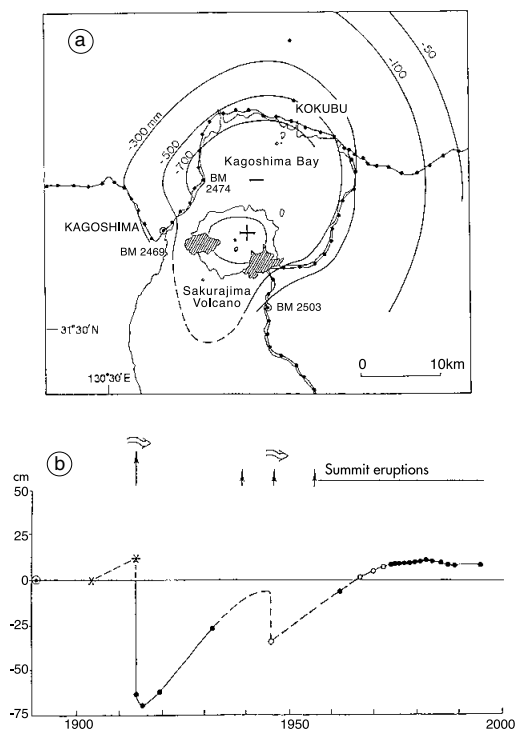 a
-50
-100
-300 mm
-500
-700
KOKUBU
Kagoshima Bay
BM
2474
KAGOSHIMA
BM 2469
+
Sakurajima
Volcano
BM 2503
31°30'N
130°30'E
0 10km
b
cm
Summit eruptions
50
25
0
-25
-50
-75
1900 1950 2000